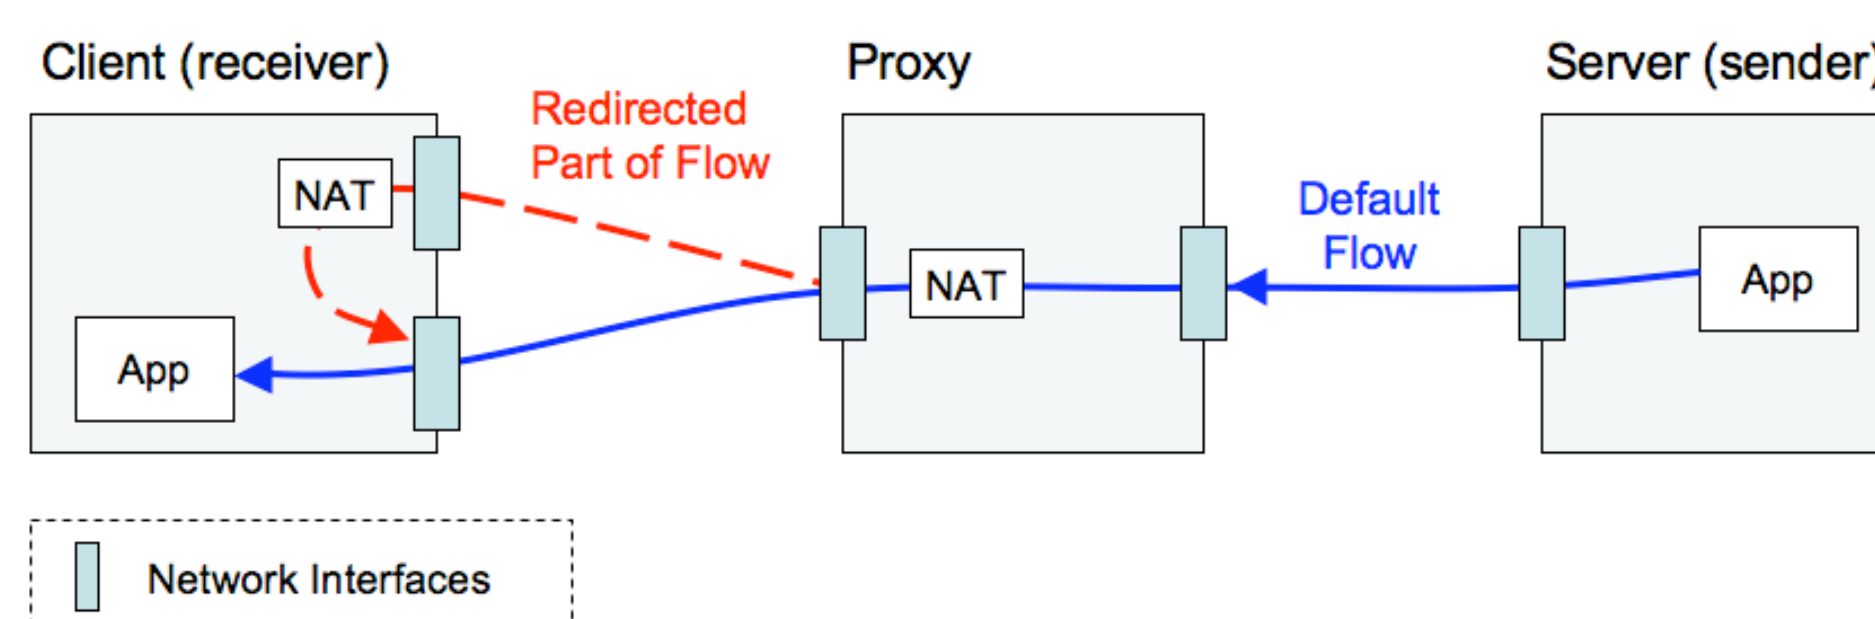 Client (receiver)
Proxy
Server (sender)
Redirected
Part of Flow
Default
Flow
NAT
NAT
App
App
Network Interfaces